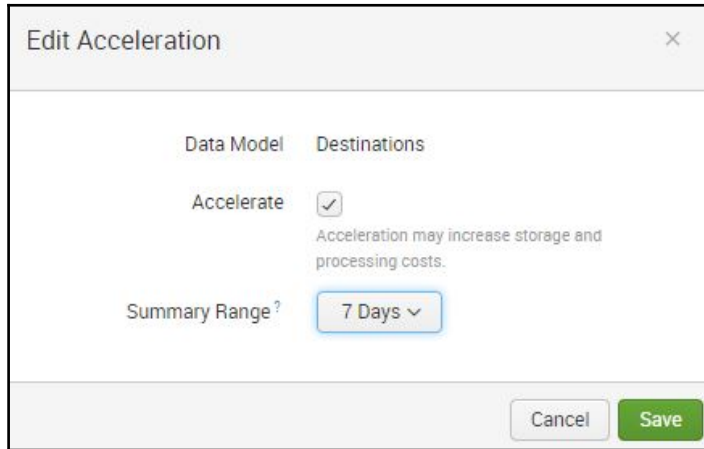 Edit Acceleration
Data Model Destinations
Accelerate
Acceleration may increase storage and
processing costs.
Summary Range ? 7 Days
Cancel Save